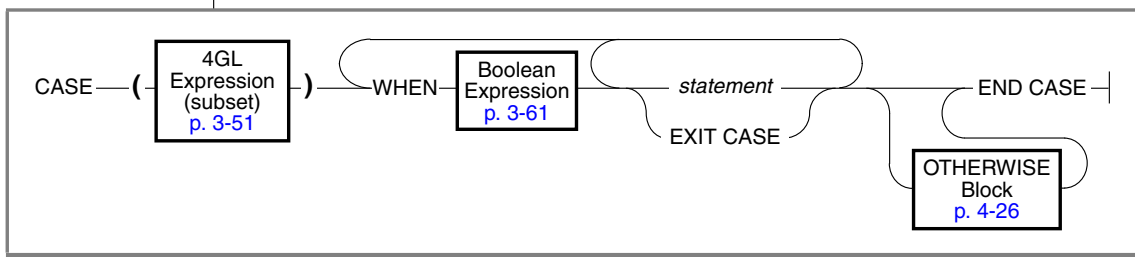 CASE
(
4GL
Expression
(subset)
p. 3-51
)
WHEN
Boolean
Expression
p. 3-61
statement
EXIT CASE
END CASE
OTHERWISE
Block
p. 4-26